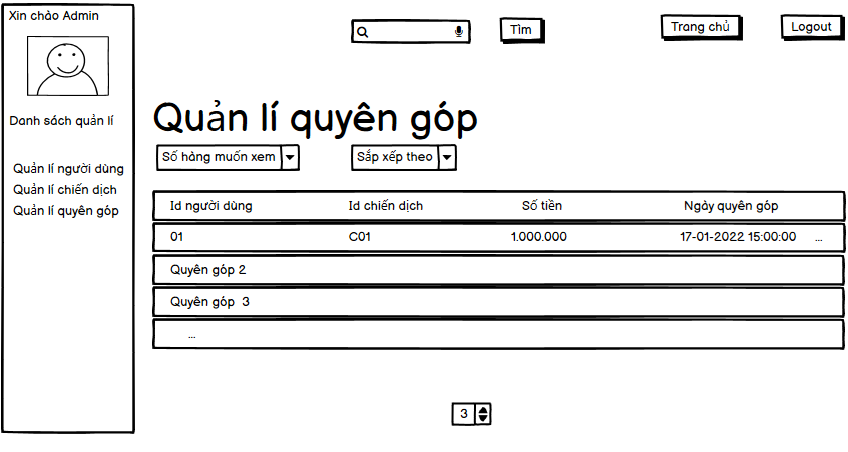 Xin chào Admin
Tìm
Trang chủ
Logout
Danh sách quản lí
Quản lí người dùng
Quản lí chiến dịch
Quản lí quyên góp
Quản lí quyên góp
Số hàng muốn xem
Sắp xếp theo
Id người dùng Id chiến dịch Số tiền Ngày quyên góp
01 C01 1.000.000 17-01-2022 15:00:00 ...
Quyên góp 2
Quyên góp 3
...
3